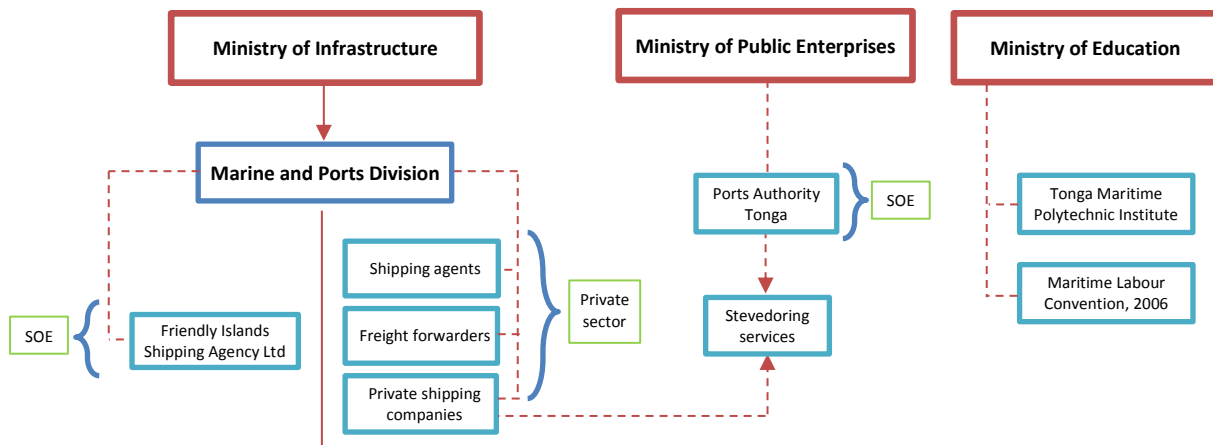 Ministry of Infrastructure
Ministry of Public Enterprises
Ministry of Education
Marine and Ports Division
Ports Authority
Tonga
SOE
Tonga Maritime
Polytechnic Institute
Shipping agents
Freight forwarders
Private shipping
companies
Private
sector
SOE
Friendly Islands
Shipping Agency Ltd
Stevedoring
services
Maritime Labour
Convention, 2006